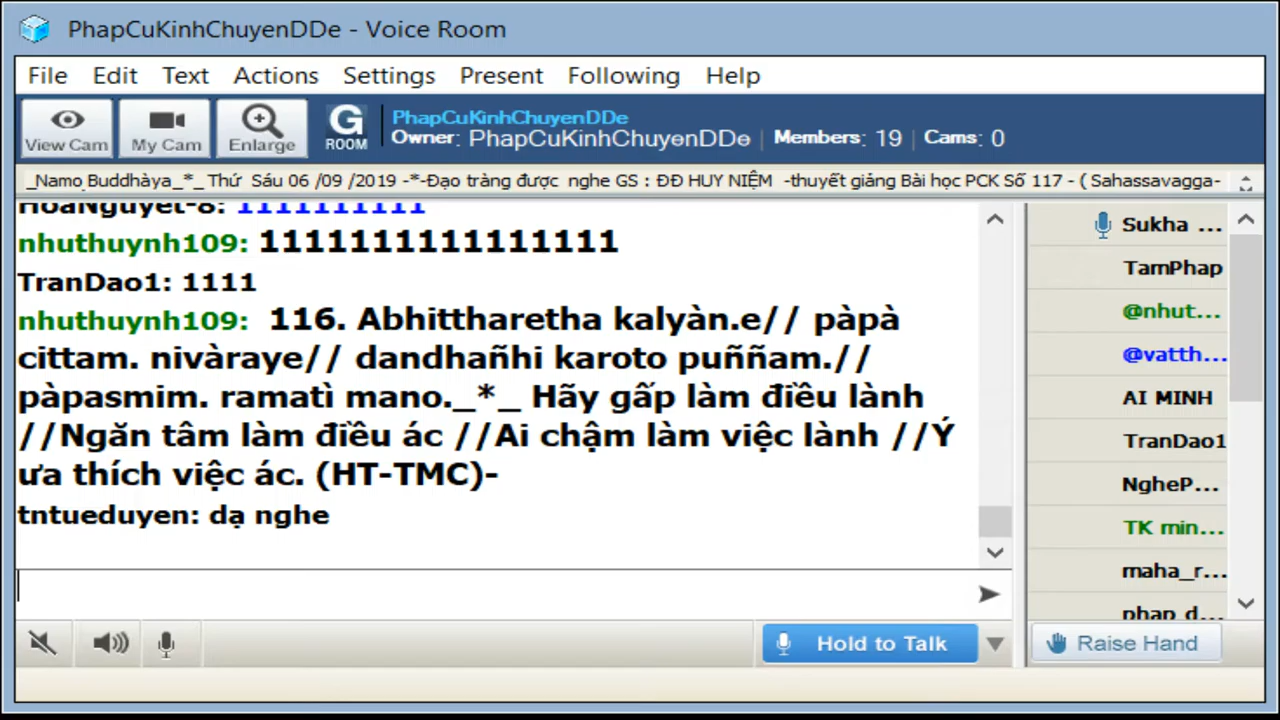 PhapCuKinhChuyenDDe - Voice Room
File Edit Text Actions Settings Present Following Help
View Cam My Cam Enlarge G ROOM
PhapCuKinhChuyenDDe
Owner: PhapCuKinhChuyenDDe | Members: 19 | Cams: 0
_Namo Buddhàya_*_ Thứ Sáu 06 /09 /2019 -*-Đạo tràng được nghe GS : ĐĐ HUY NIỆM -thuyết giảng Bài học PCK Số 117 - ( Sahassavagga-
HoaNguyet-8: 1111111111
nhuthuynh109: 1111111111111111
TranDao1: 1111
nhuthuynh109: 116. Abhittharetha kalyàn.e// pàpà
cittam. nivàraye// dandhañhi karoto puññam.//
pàpasmim. ramatì mano._*_ Hãy gấp làm điều lành
//Ngăn tâm làm điều ác //Ai chậm làm việc lành //Ý
ưa thích việc ác. (HT-TMC)-
tntueduyen: dạ nghe
Sukha ...
TamPhap
@nhut...
@vatth...
AI MINH
TranDao1
NgheP...
TK min...
maha_r...
phap_d...
Hold to Talk
Raise Hand